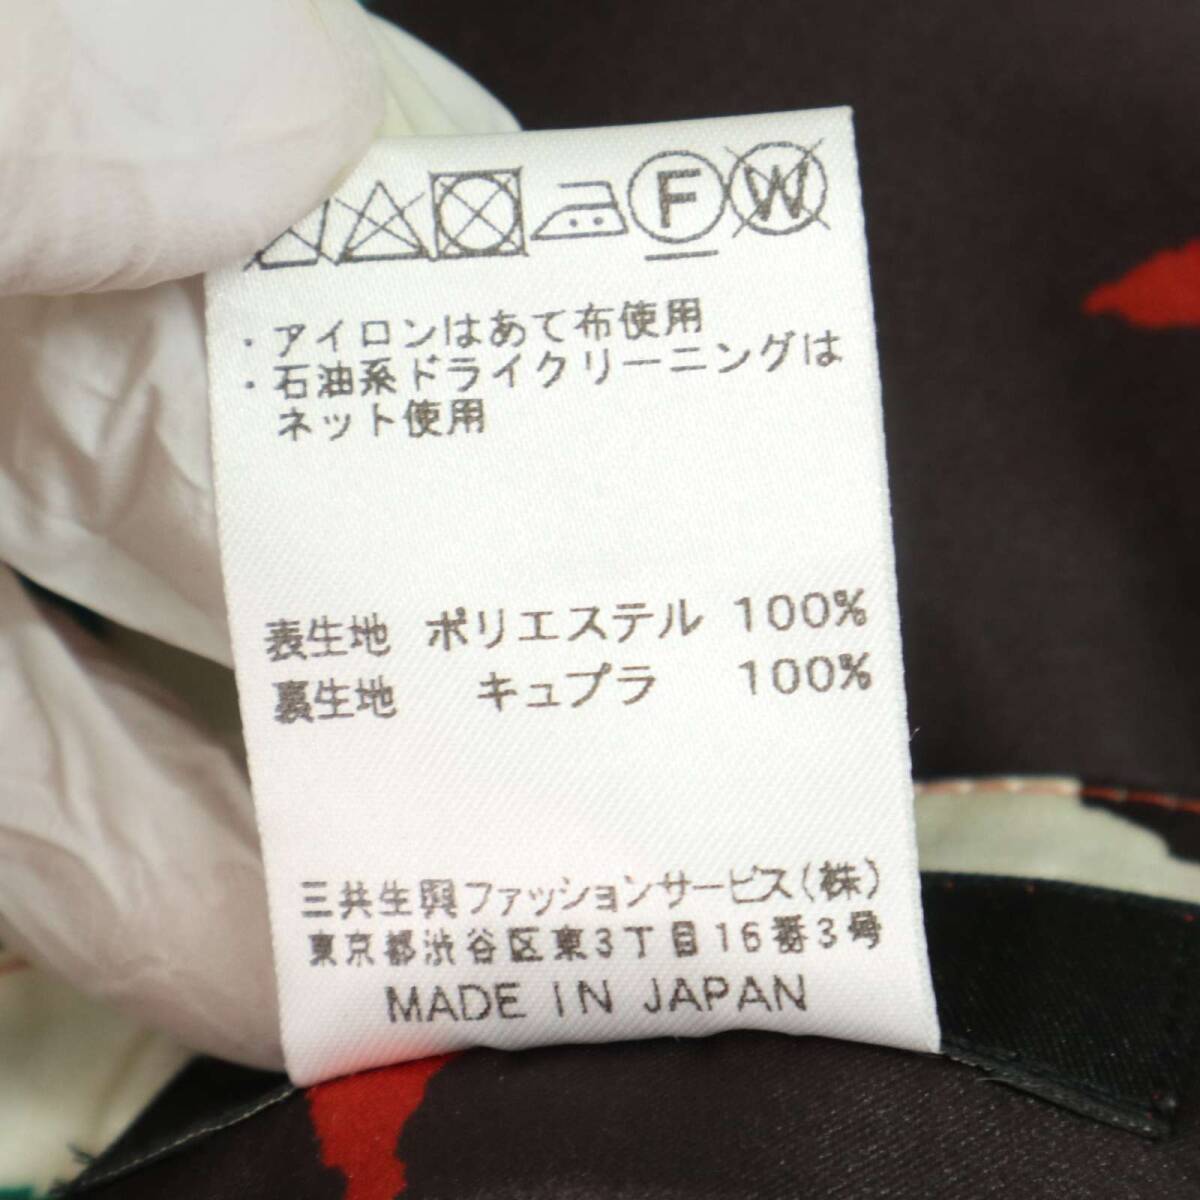 F W
・アイロンはあて布使用
・石油系ドライクリーニングは
ネット使用
表生地 ポリエステル 100%
裏生地 キュプラ 100%
三共生興ファッションサービス(株)
東京都渋谷区東3丁目16番3号
MADE IN JAPAN